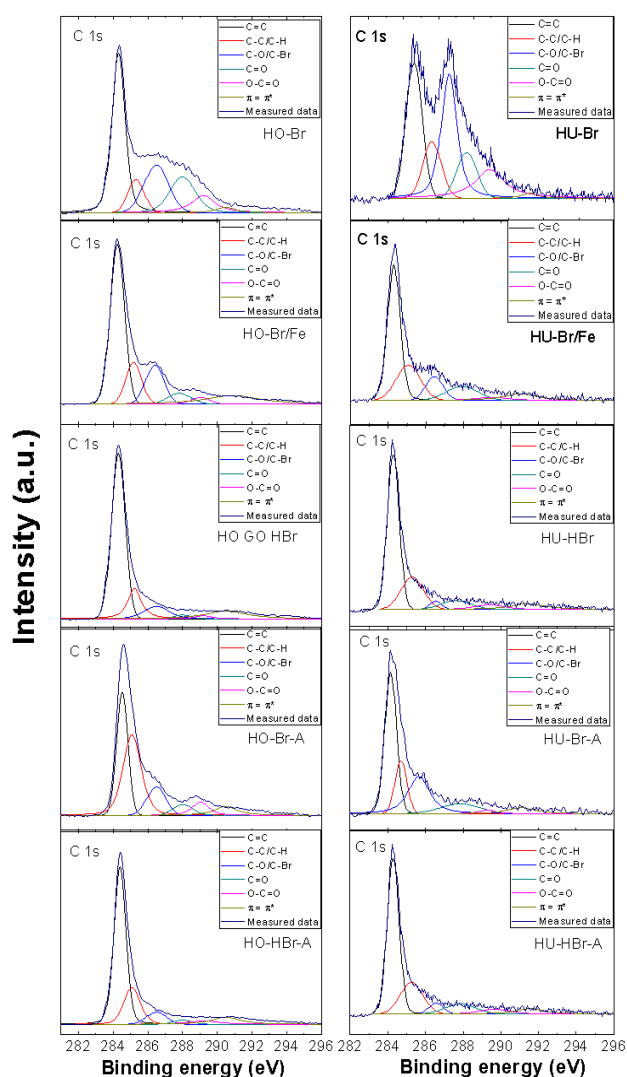 Intensity (a.u.)
C 1s
C=C
C-C/C-H
C-O/C-Br
C=O
O-C=O
π = π*
Measured data
HO-Br
C 1s
C=C
C-C/C-H
C-O/C-Br
C=O
O-C=O
π = π*
Measured data
HU-Br
C 1s
C=C
C-C/C-H
C-O/C-Br
C=O
O-C=O
π = π*
Measured data
HO-Br/Fe
C 1s
C=C
C-C/C-H
C-O/C-Br
C=O
O-C=O
π = π*
Measured data
HU-Br/Fe
C 1s
C=C
C-C/C-H
C-O/C-Br
C=O
O-C=O
π = π*
Measured data
HO GO HBr
C 1s
C=C
C-C/C-H
C-O/C-Br
C=O
O-C=O
π = π*
Measured data
HU-HBr
C 1s
C=C
C-C/C-H
C-O/C-Br
C=O
O-C=O
π = π*
Measured data
HO-Br-A
C 1s
C=C
C-C/C-H
C-O/C-Br
C=O
O-C=O
π = π*
Measured data
HU-Br-A
C 1s
C=C
C-C/C-H
C-O/C-Br
C=O
O-C=O
π = π*
Measured data
HO-HBr-A
C 1s
C=C
C-C/C-H
C-O/C-Br
C=O
O-C=O
π = π*
Measured data
HU-HBr-A
282 284 286 288 290 292 294 296
282 284 286 288 290 292 294 296
Binding energy (eV)
Binding energy (eV)